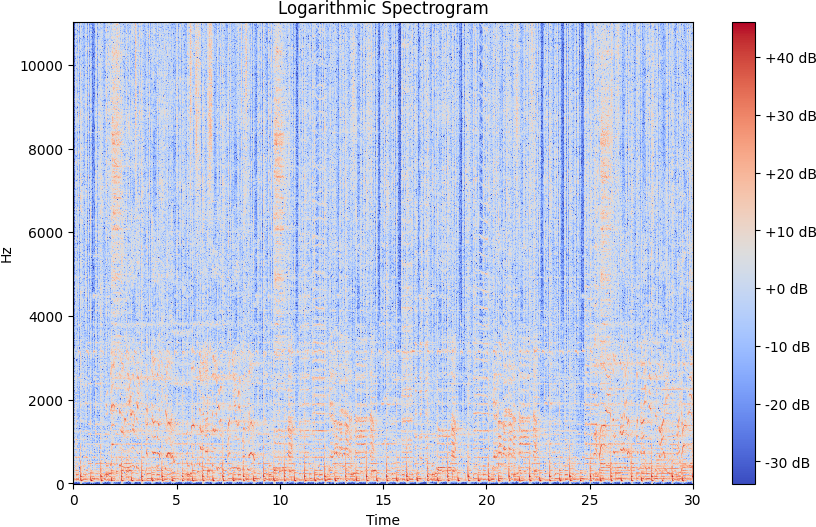 Logarithmic Spectrogram
10000
8000
6000
4000
2000
0
Hz
0 5 10 15 20 25 30
Time
+40 dB
+30 dB
+20 dB
+10 dB
+0 dB
-10 dB
-20 dB
-30 dB